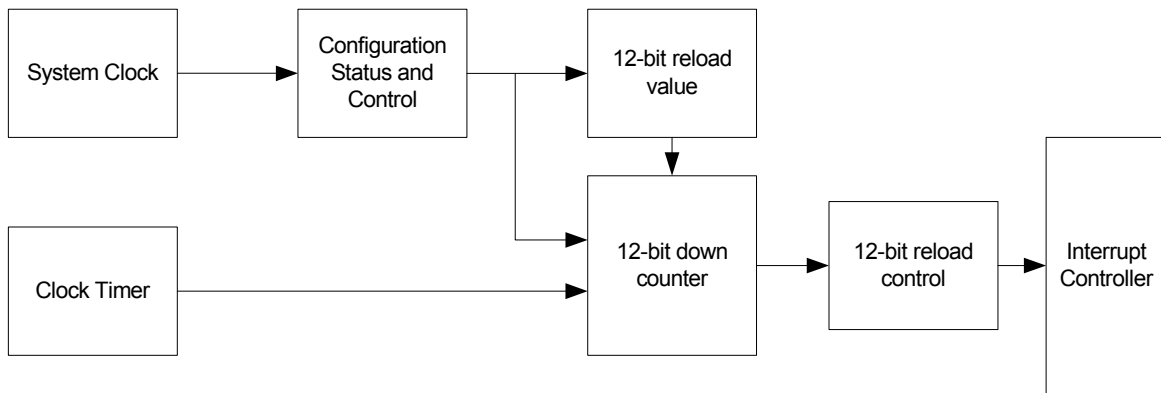 System Clock
Configuration
Status and
Control
12-bit reload
value
Clock Timer
12-bit down
counter
12-bit reload
control
Interrupt
Controller